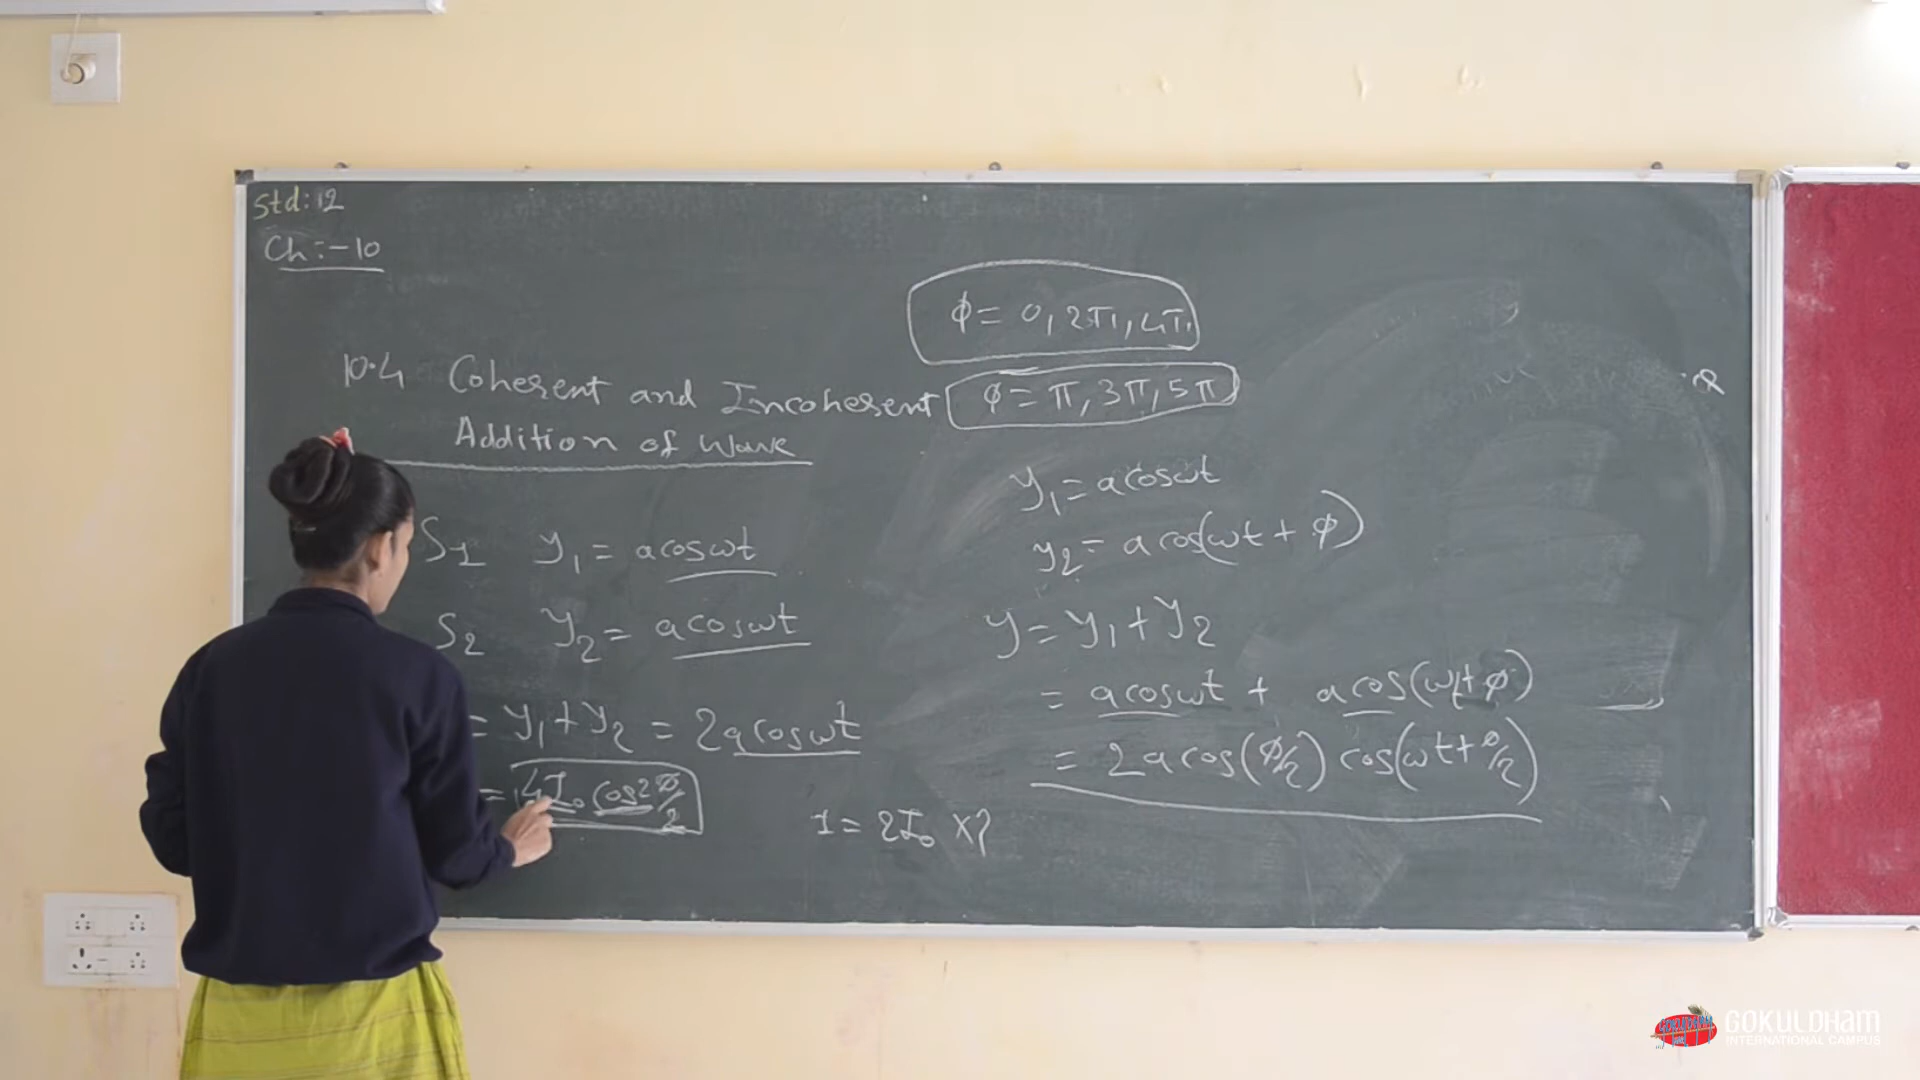 Std:12
Ch:-10
ϕ = 0, 2π, 4π,
10.4 Coherent and Incoherent
ϕ = π, 3π, 5π
Addition of Wave
S1 y₁ = a cosωt
S2 y₂ = a cosωt
= y₁ + y₂ = 2a cosωt
= 4I₀ cos² ϕ/2
I = 2I₀ ×
y₁ = a cosωt
y₂ = a cos(ωt + ϕ)
y = y₁ + y₂
= a cosωt + a cos(ωt + ϕ)
= 2a cos(ϕ/2) cos(ωt + ϕ/2)
GOKULDHAM
INTERNATIONAL CAMPUS